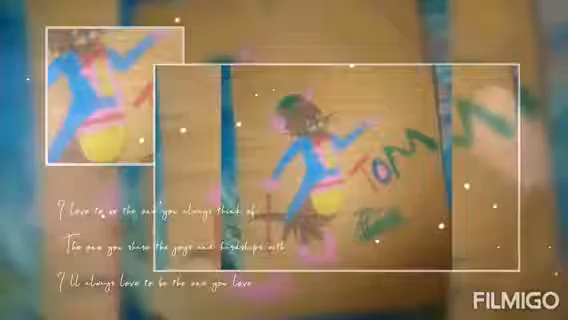 I love to be the one you always think of
The one you share the joys and hardships with
I'll always love to be the one you love
TOM
FILMIGO